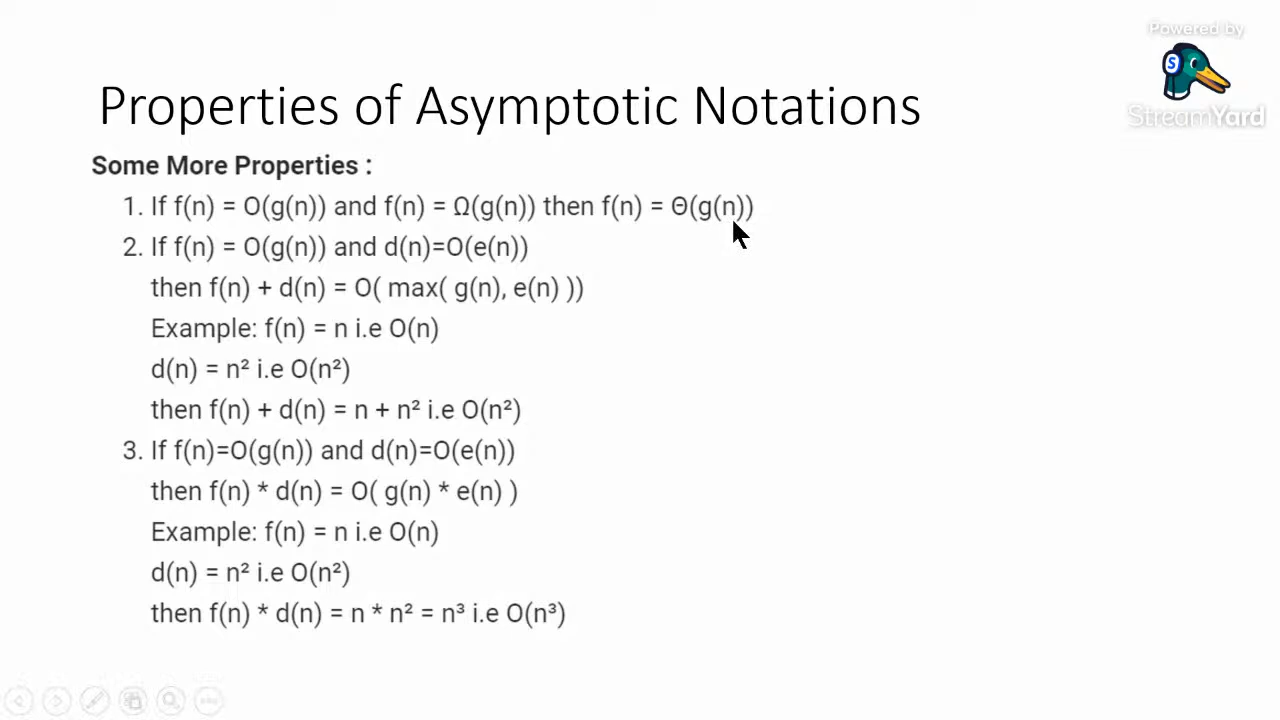 Powered by
StreamYard
Properties of Asymptotic Notations
Some More Properties :
1. If f(n) = O(g(n)) and f(n) = Ω(g(n)) then f(n) = Θ(g(n))
2. If f(n) = O(g(n)) and d(n)=O(e(n))
then f(n) + d(n) = O( max( g(n), e(n) ))
Example: f(n) = n i.e O(n)
d(n) = n² i.e O(n²)
then f(n) + d(n) = n + n² i.e O(n²)
3. If f(n)=O(g(n)) and d(n)=O(e(n))
then f(n) * d(n) = O( g(n) * e(n) )
Example: f(n) = n i.e O(n)
d(n) = n² i.e O(n²)
then f(n) * d(n) = n * n² = n³ i.e O(n³)